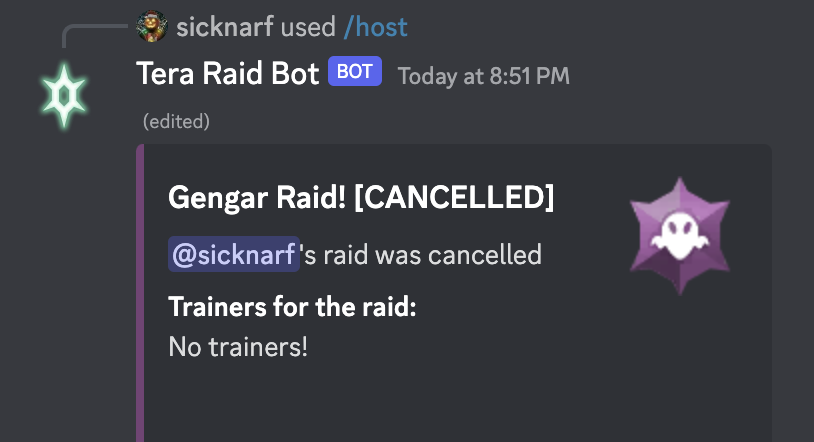 sicknarf used /host
Tera Raid Bot BOT Today at 8:51 PM
(edited)
Gengar Raid! [CANCELLED]
@sicknarf's raid was cancelled
Trainers for the raid:
No trainers!